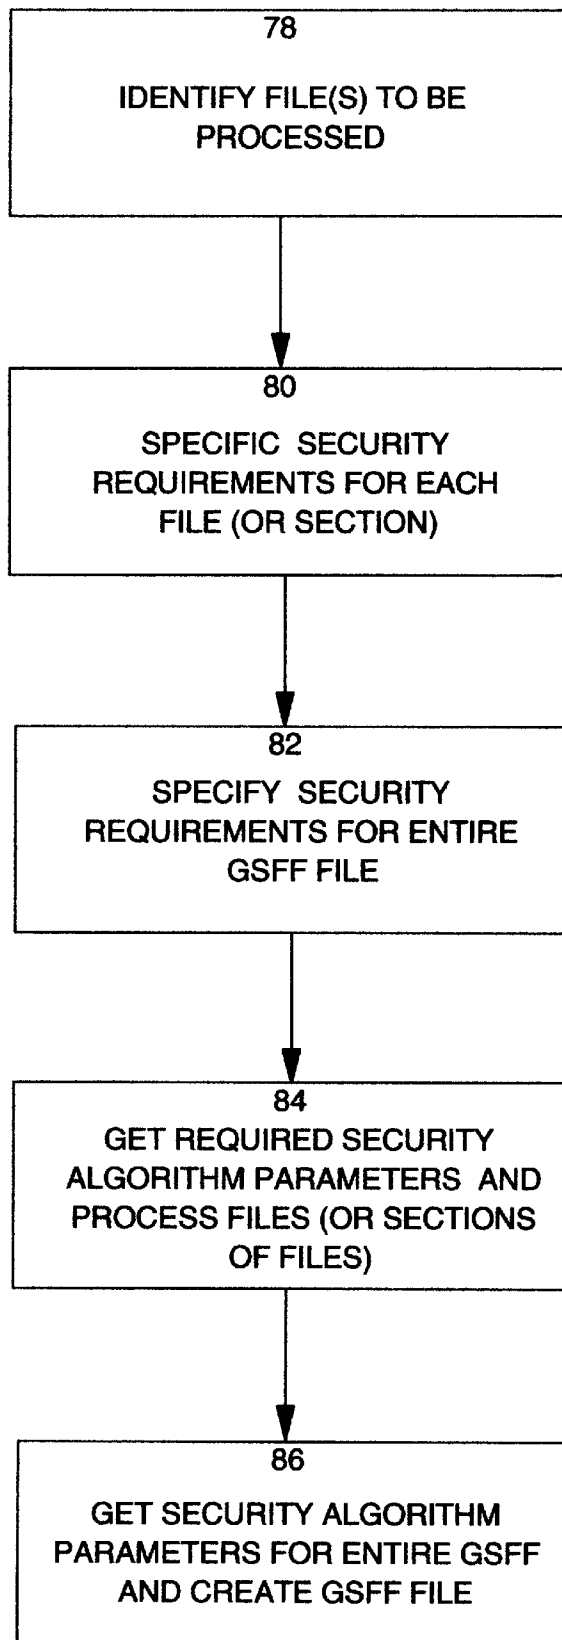 78
IDENTIFY FILE(S) TO BE
PROCESSED
80
SPECIFIC SECURITY
REQUIREMENTS FOR EACH
FILE (OR SECTION)
82
SPECIFY SECURITY
REQUIREMENTS FOR ENTIRE
GSFF FILE
84
GET REQUIRED SECURITY
ALGORITHM PARAMETERS AND
PROCESS FILES (OR SECTIONS
OF FILES)
86
GET SECURITY ALGORITHM
PARAMETERS FOR ENTIRE GSFF
AND CREATE GSFF FILE